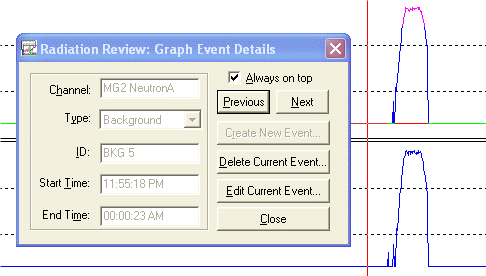 Radiation Review: Graph Event Details
Channel: MG2 NeutronA
Type: Background
ID: BKG 5
Start Time: 11:55:18 PM
End Time: 00:00:23 AM
Always on top
Previous Next
Create New Event...
Delete Current Event...
Edit Current Event...
Close